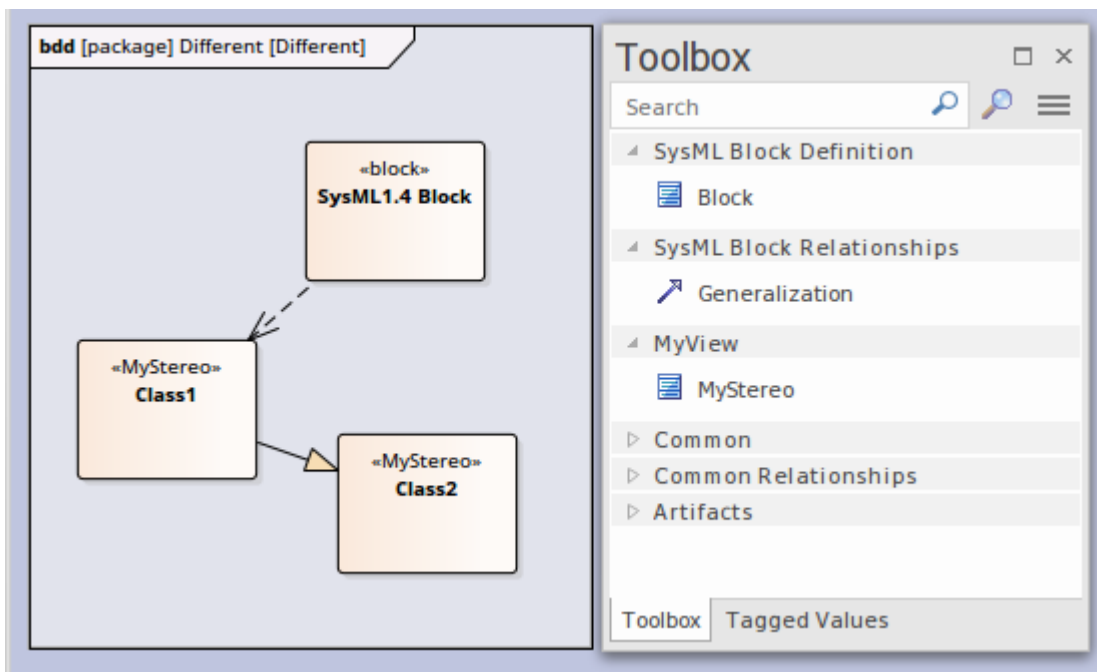 bdd [package] Different [Different]
«block»
SysML1.4 Block
«MyStereo»
Class1
«MyStereo»
Class2
Toolbox
Search
SysML Block Definition
Block
SysML Block Relationships
Generalization
MyView
MyStereo
Common
Common Relationships
Artifacts
Toolbox
Tagged Values